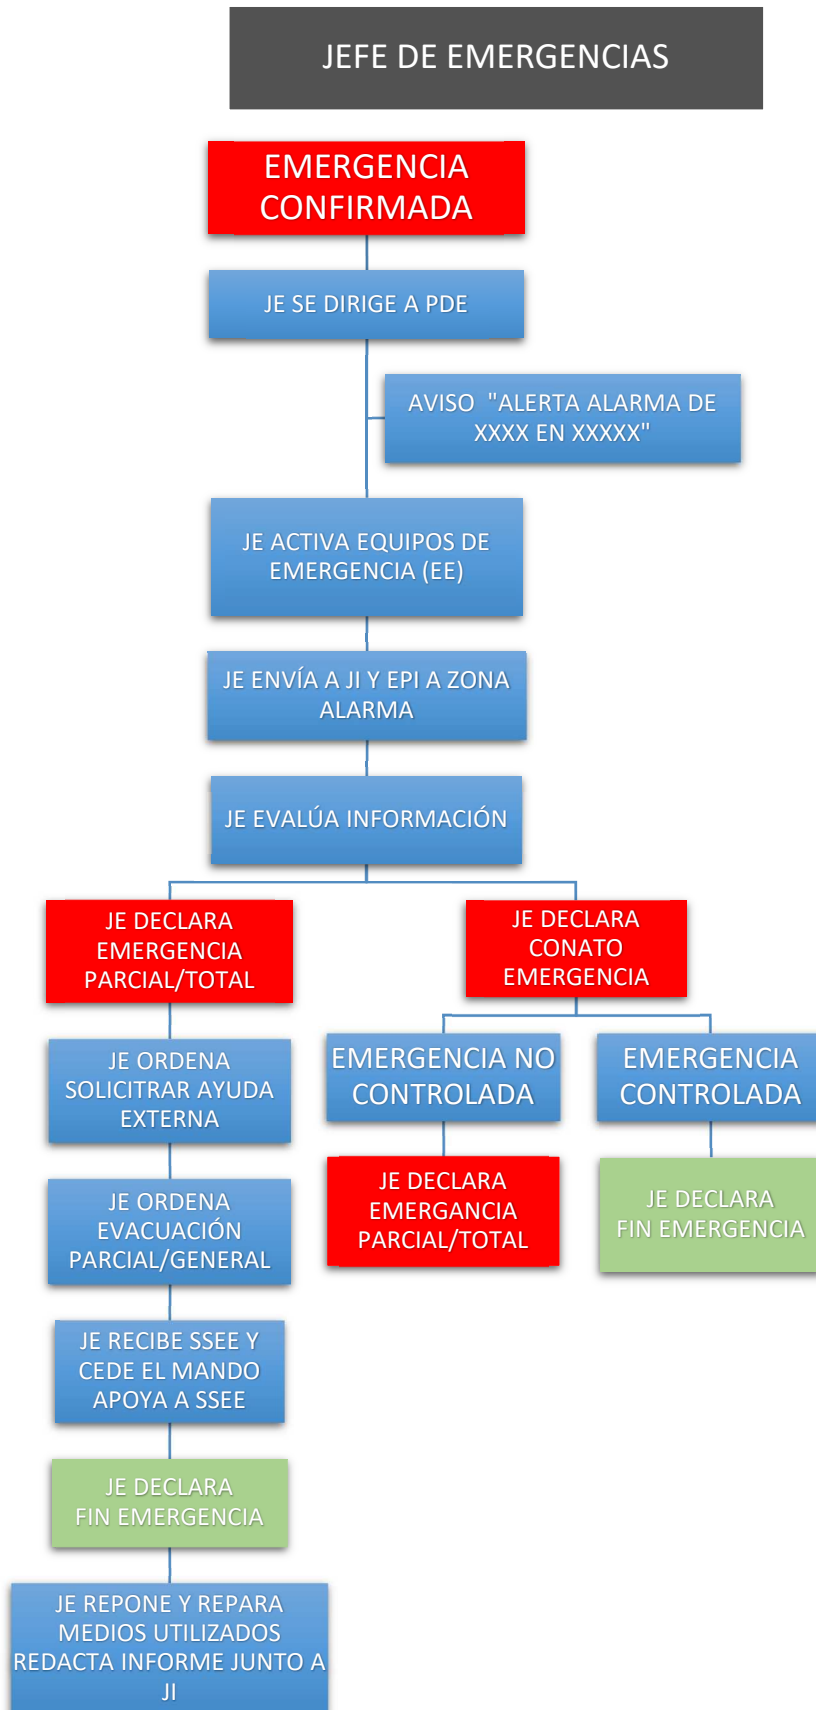 JEFE DE EMERGENCIAS
EMERGENCIA
CONFIRMADA
JE SE DIRIGE A PDE
AVISO "ALERTA ALARMA DE
XXXX EN XXXXX"
JE ACTIVA EQUIPOS DE
EMERGENCIA (EE)
JE ENVÍA A JI Y EPI A ZONA
ALARMA
JE EVALÚA INFORMACIÓN
JE DECLARA
EMERGENCIA
PARCIAL/TOTAL
JE ORDENA
SOLICITRAR AYUDA
EXTERNA
JE ORDENA
EVACUACIÓN
PARCIAL/GENERAL
JE RECIBE SSEE Y
CEDE EL MANDO
APOYA A SSEE
JE DECLARA
FIN EMERGENCIA
JE REPONE Y REPARA
MEDIOS UTILIZADOS
REDACTA INFORME JUNTO A
JI
JE DECLARA
CONATO
EMERGENCIA
EMERGENCIA NO
CONTROLADA
JE DECLARA
EMERGANCIA
PARCIAL/TOTAL
EMERGENCIA
CONTROLADA
JE DECLARA
FIN EMERGENCIA